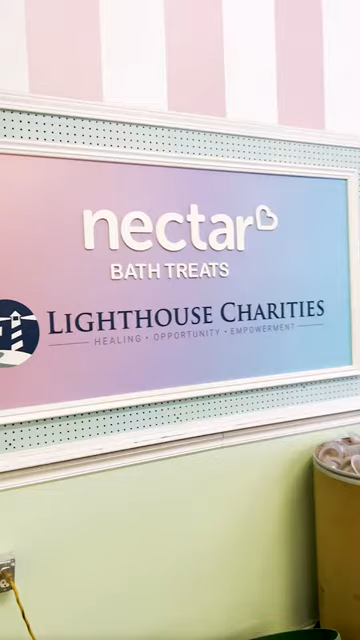 nectar
BATH TREATS
LIGHTHOUSE CHARITIES
HEALING • OPPORTUNITY • EMPOWERMENT